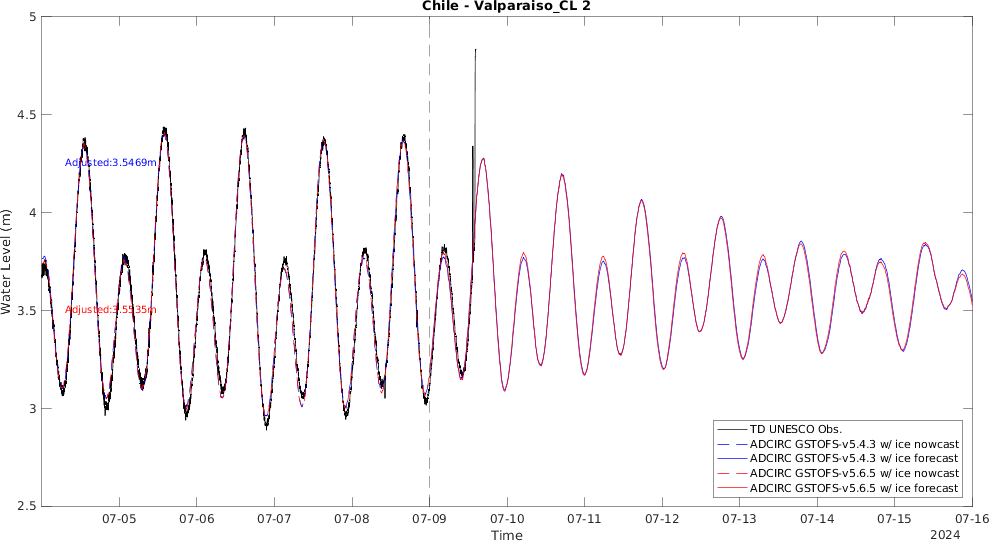 Chile - Valparaiso_CL 2
5
4.5
4
3.5
3
2.5
Water Level (m)
Adjusted:3.5469m
Adjusted:3.5535m
TD UNESCO Obs.
ADCIRC GSTOFS-v5.4.3 w/ ice nowcast
ADCIRC GSTOFS-v5.4.3 w/ ice forecast
ADCIRC GSTOFS-v5.6.5 w/ ice nowcast
ADCIRC GSTOFS-v5.6.5 w/ ice forecast
07-05 07-06 07-07 07-08 07-09 07-10 07-11 07-12 07-13 07-14 07-15 07-16
Time
2024